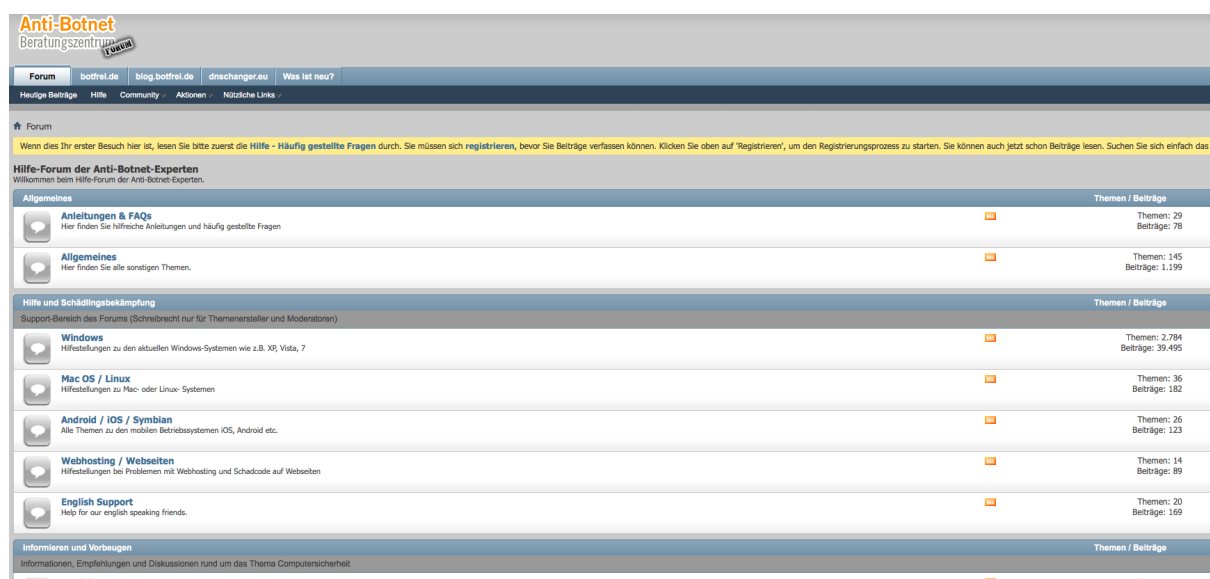 Anti-Botnet
Beratungszentrum
FORUM
Forum botfrei.de blog.botfrei.de dnschanger.eu Was ist neu?
Heutige Beiträge Hilfe Community Aktionen Nützliche Links
Forum
Wenn dies Ihr erster Besuch hier ist, lesen Sie bitte zuerst die Hilfe - Häufig gestellte Fragen durch. Sie müssen sich registrieren, bevor Sie Beiträge verfassen können. Klicken Sie oben auf 'Registrieren', um den Registrierungsprozess zu starten. Sie können auch jetzt schon Beiträge lesen. Suchen Sie sich einfach das
Hilfe-Forum der Anti-Botnet-Experten
Willkommen beim Hilfe-Forum der Anti-Botnet-Experten.
Allgemeines Themen / Beiträge
Anleitungen & FAQs Themen: 29
Hier finden Sie hilfreiche Anleitungen und häufig gestellte Fragen Beiträge: 78
Allgemeines Themen: 145
Hier finden Sie alle sonstigen Themen. Beiträge: 1.199
Hilfe und Schädlingsbekämpfung Themen / Beiträge
Support-Bereich des Forums (Schreibrecht nur für Themenersteller und Moderatoren)
Windows Themen: 2.784
Hilfestellungen zu den aktuellen Windows-Systemen wie z.B. XP, Vista, 7 Beiträge: 39.495
Mac OS / Linux Themen: 36
Hilfestellungen zu Mac- oder Linux- Systemen Beiträge: 182
Android / iOS / Symbian Themen: 26
Alle Themen zu den mobilen Betriebssystemen iOS, Android etc. Beiträge: 123
Webhosting / Webseiten Themen: 14
Hilfestellungen bei Problemen mit Webhosting und Schadcode auf Webseiten Beiträge: 89
English Support Themen: 20
Help for our english speaking friends. Beiträge: 169
Informieren und Vorbeugen Themen / Beiträge
Informationen, Empfehlungen und Diskussionen rund um das Thema Computersicherheit